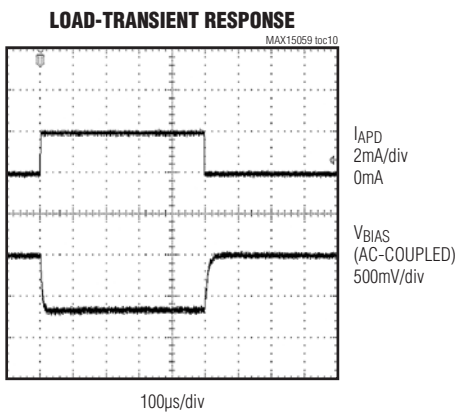 LOAD-TRANSIENT RESPONSE
MAX15059 toc10
IAPD
2mA/div
0mA
VBIAS
(AC-COUPLED)
500mV/div
100µs/div